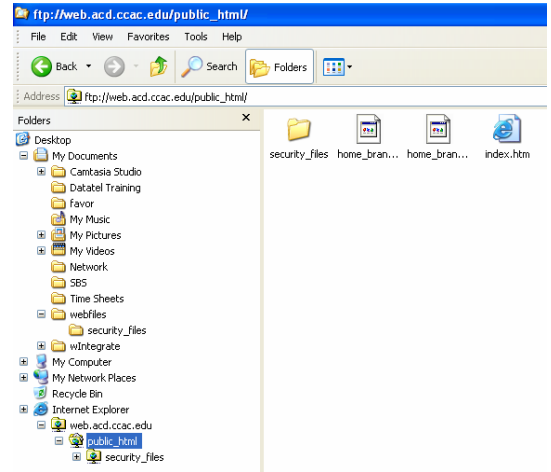 ftp://web.acd.ccac.edu/public_html/
File Edit View Favorites Tools Help
Back Search Folders
Address ftp://web.acd.ccac.edu/public_html/
Folders x
Desktop
My Documents
Camtasia Studio
Datatel Training
favor
My Music
My Pictures
My Videos
Network
SBS
Time Sheets
webfiles
security_files
wIntegrate
My Computer
My Network Places
Recycle Bin
Internet Explorer
web.acd.ccac.edu
public_html
security_files
security_files home_bran... home_bran... index.htm